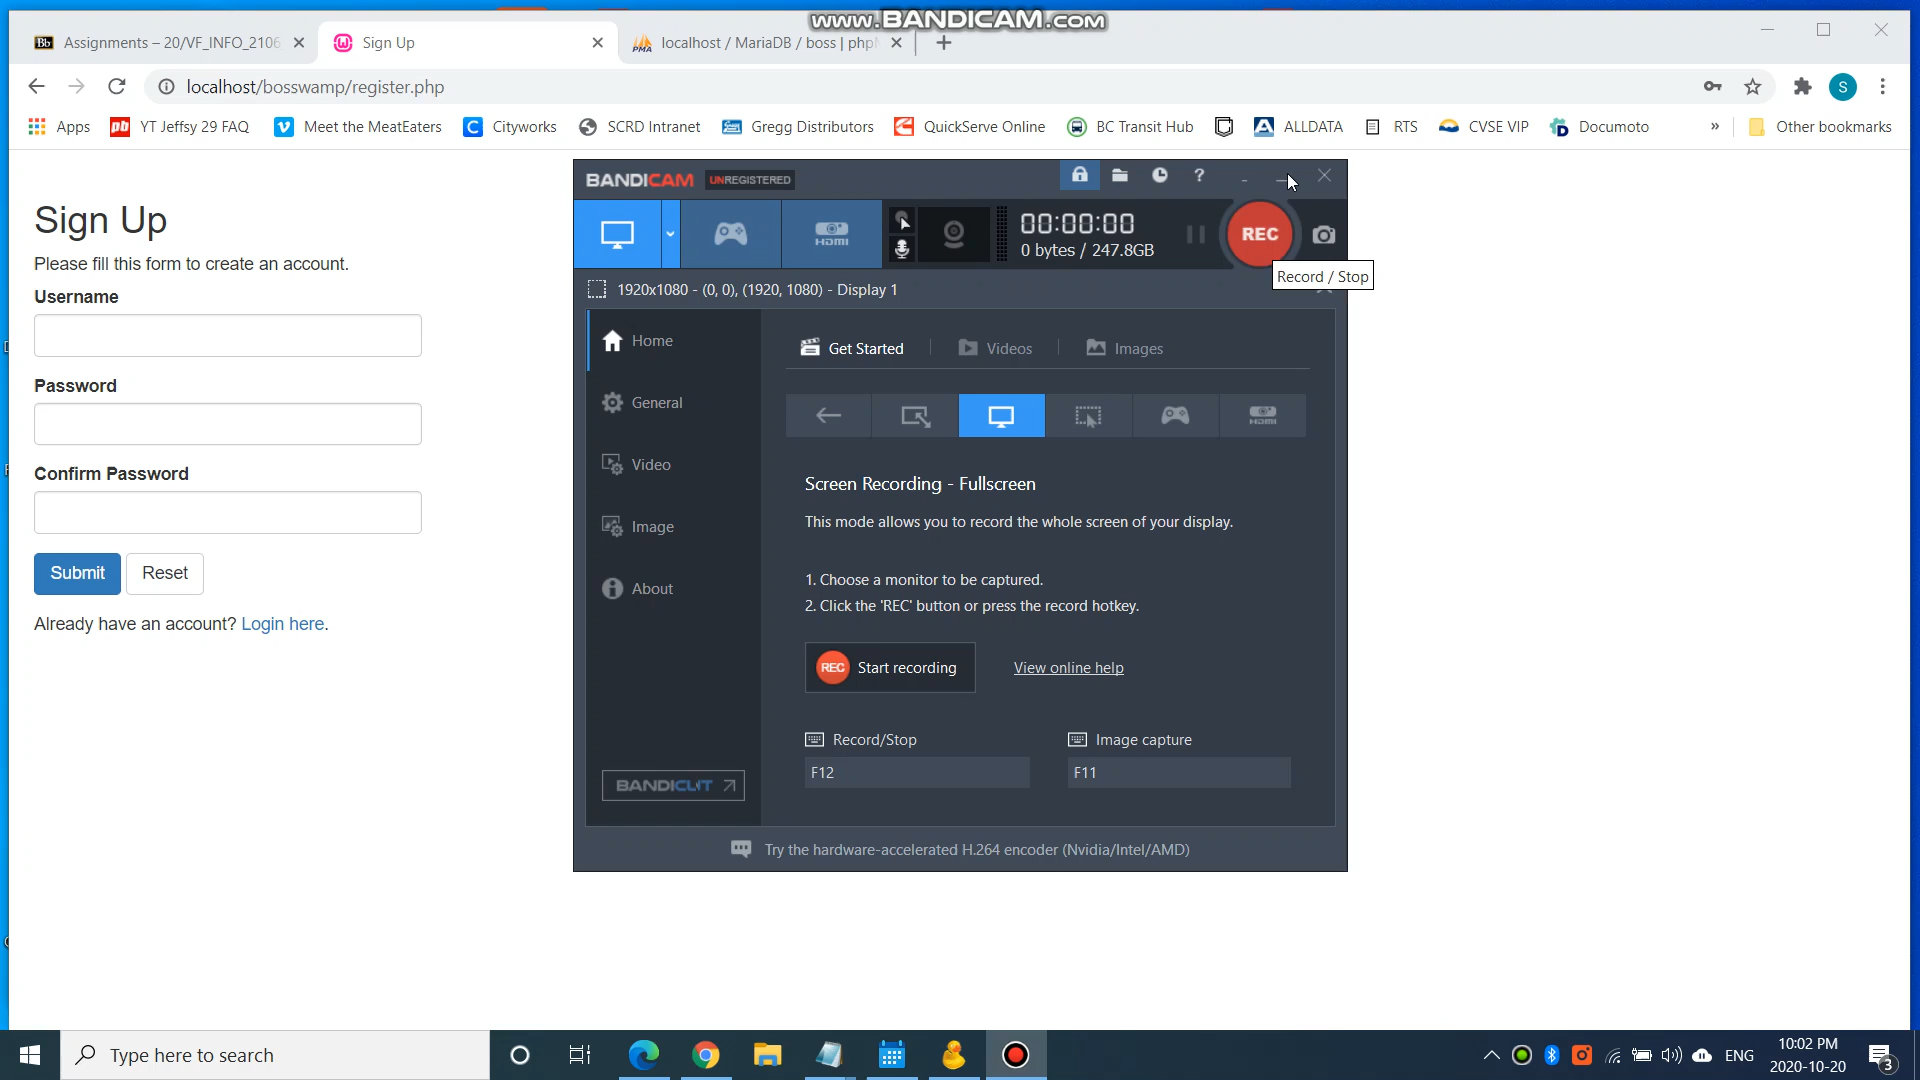 www.BANDICAM.com
Assignments – 20/VF_INFO_2106
Sign Up
localhost / MariaDB / boss | php
localhost/bosswamp/register.php
S
Apps
YT Jeffsy 29 FAQ
Meet the MeatEaters
Cityworks
SCRD Intranet
Gregg Distributors
QuickServe Online
BC Transit Hub
ALLDATA
RTS
CVSE VIP
Documoto
»
Other bookmarks
Sign Up
Please fill this form to create an account.
Username
Password
Confirm Password
Submit
Reset
Already have an account? Login here.
BANDICAM UNREGISTERED
HDMI
00:00:00
0 bytes / 247.8GB
REC
Record / Stop
1920x1080 - (0, 0), (1920, 1080) - Display 1
Home
General
Video
Image
About
BANDICUT
Get Started
Videos
Images
HDMI
Screen Recording - Fullscreen
This mode allows you to record the whole screen of your display.
1. Choose a monitor to be captured.
2. Click the 'REC' button or press the record hotkey.
REC Start recording
View online help
Record/Stop
F12
Image capture
F11
Try the hardware-accelerated H.264 encoder (Nvidia/Intel/AMD)
Type here to search
ENG
10:02 PM
2020-10-20
3